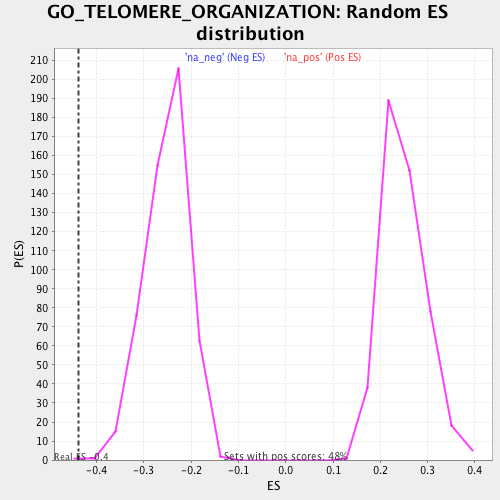 GO_TELOMERE_ORGANIZATION: Random ES
distribution
'na_neg' (Neg ES) 'na_pos' (Pos ES)
210
200
190
180
170
160
150
140
130
120
110
100
90
80
70
60
50
40
30
20
10
0
P(ES)
Real ES -0.4
Sets with pos scores: 48%
-0.4 -0.3 -0.2 -0.1 0.0 0.1 0.2 0.3 0.4
ES